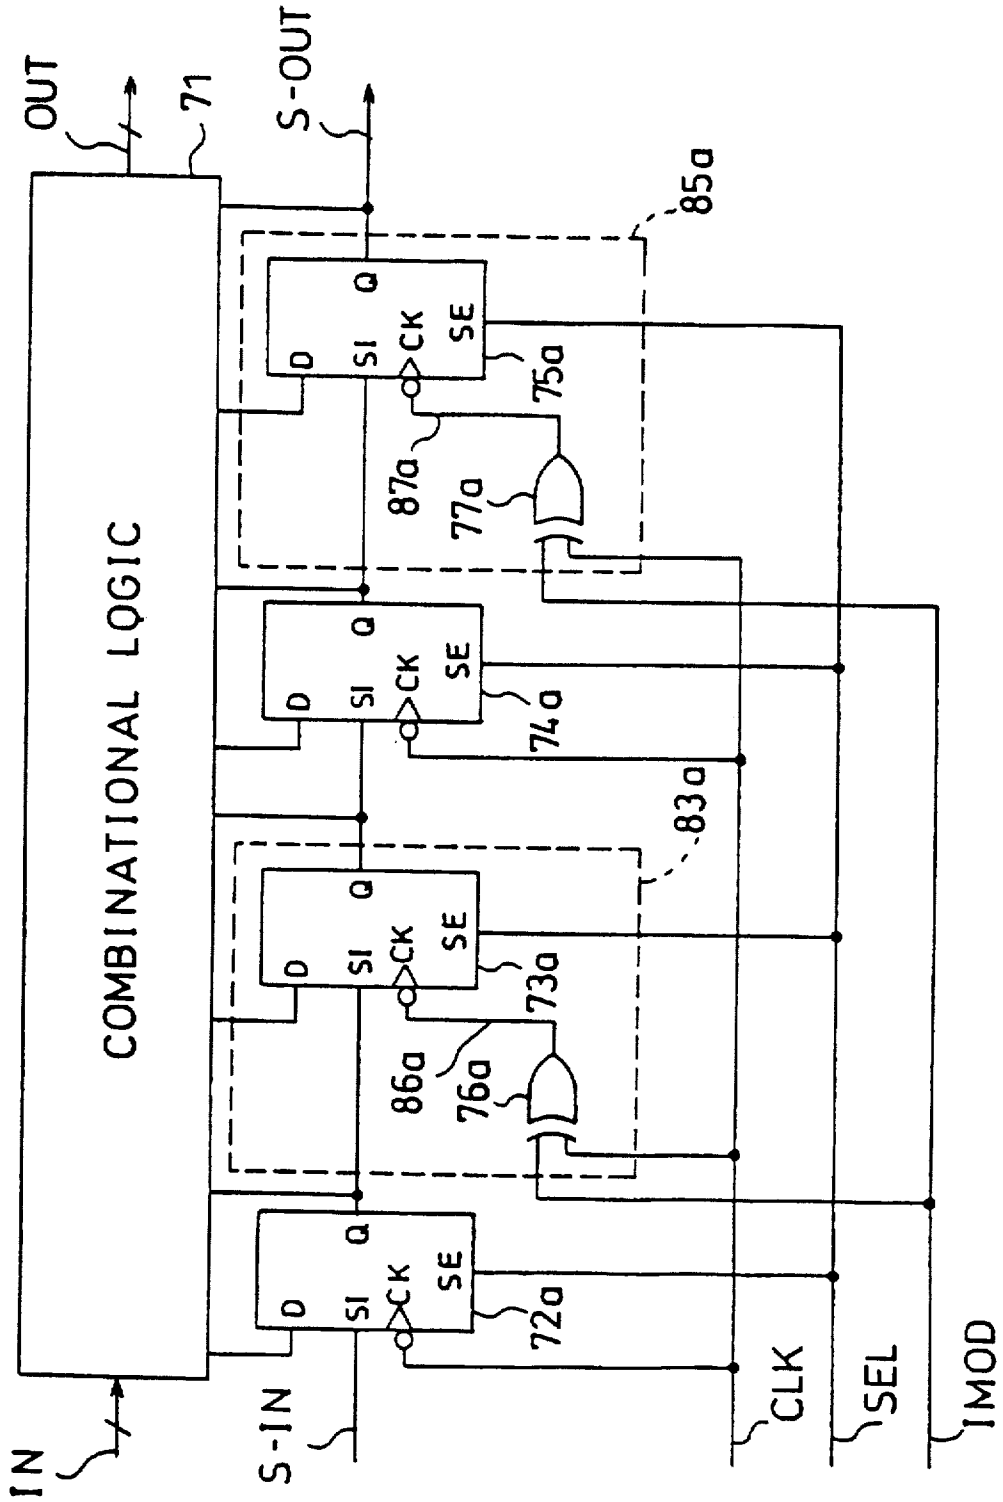 IN
OUT
COMBINATIONAL LOGIC
71
S-IN
S-OUT
D
SI
Q
CK
SE
72a
D
SI
Q
CK
SE
73a
86a
76a
83a
D
SI
Q
CK
SE
74a
D
SI
Q
CK
SE
75a
87a
77a
85a
CLK
SEL
IMOD